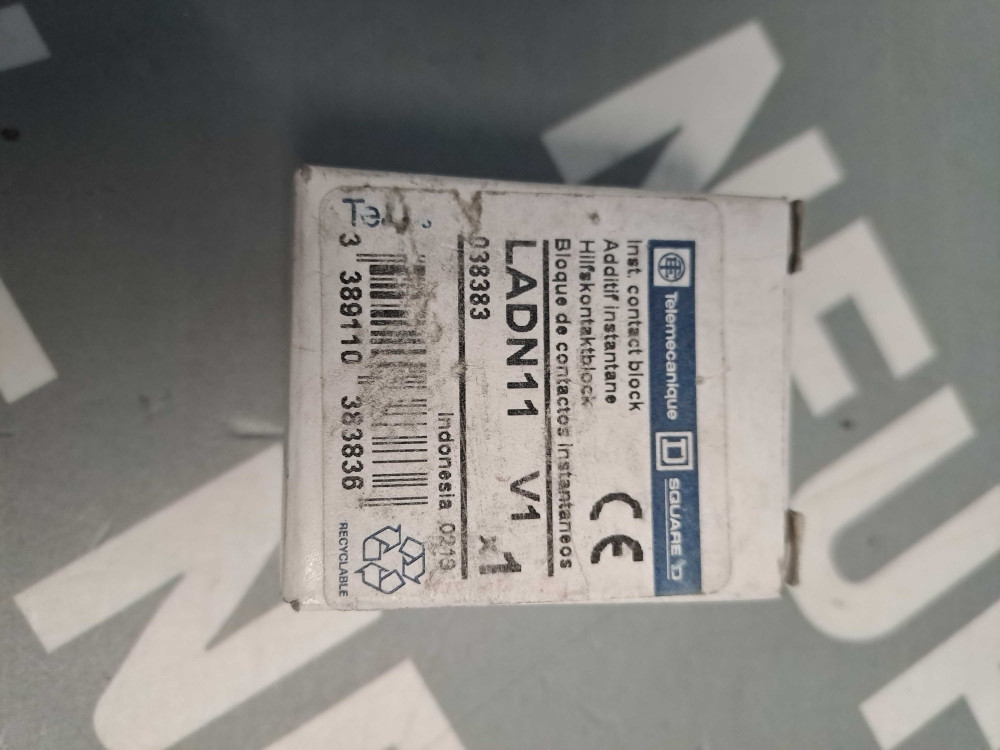 Telemecanique SQUARE D
Inst. contact block
Additif instantane
Hilfskontaktblock
Bloque de contactos instantaneos
CE
LADN11 V1
x1
038383
Indonesia 0213
3 389110 383836
RECYCLABLE